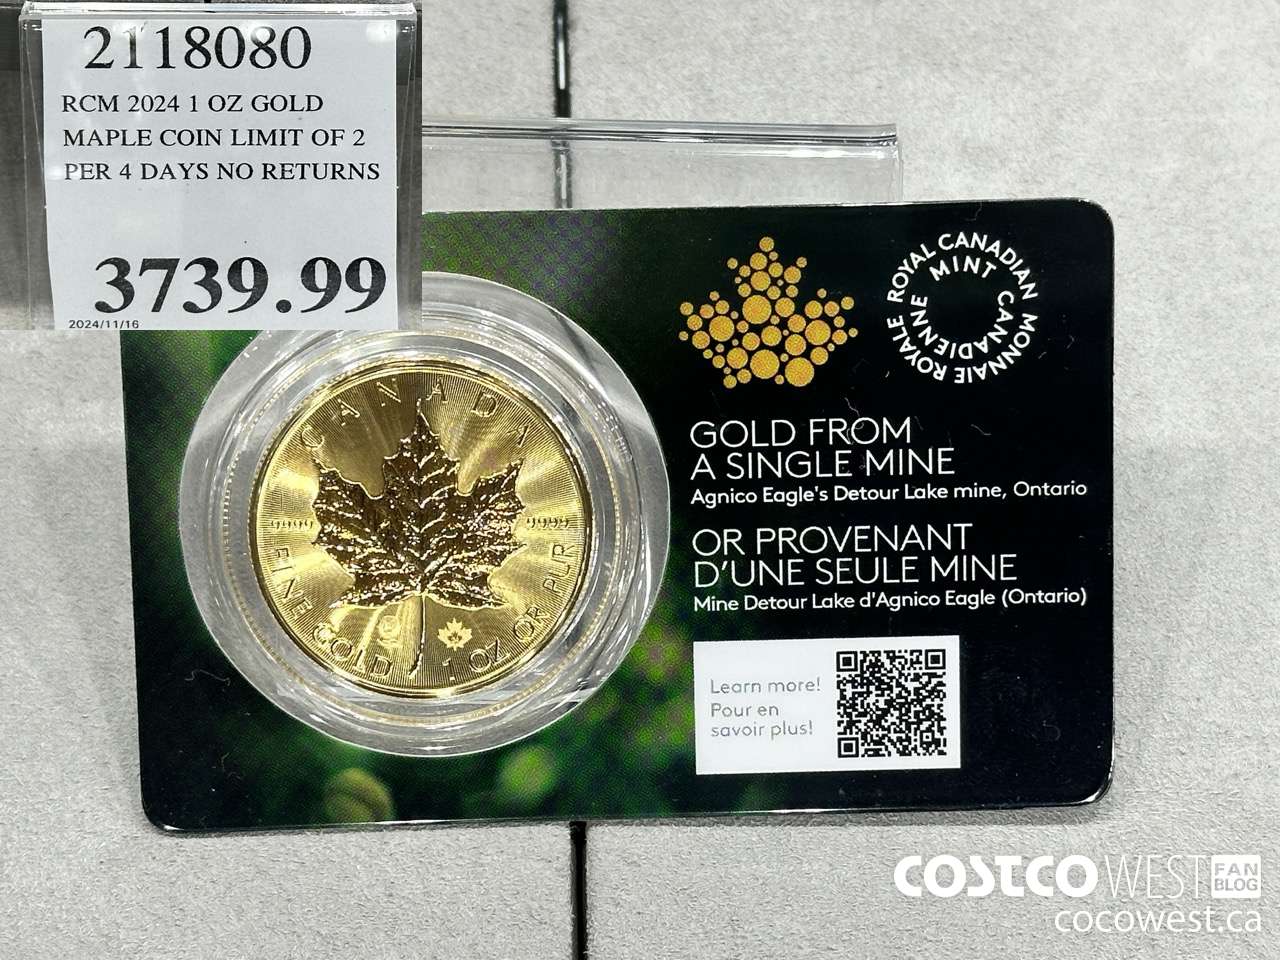 2118080
RCM 2024 1 OZ GOLD
MAPLE COIN LIMIT OF 2
PER 4 DAYS NO RETURNS
3739.99
2024/11/16
CANADA
9999 9999
FINE GOLD 1 OZ OR PUR
ROYAL CANADIAN MINT
MONNAIE ROYALE CANADIENNE
GOLD FROM
A SINGLE MINE
Agnico Eagle's Detour Lake mine, Ontario
OR PROVENANT
D'UNE SEULE MINE
Mine Detour Lake d'Agnico Eagle (Ontario)
Learn more!
Pour en
savoir plus!
COSTCO WEST FAN BLOG
cocowest.ca